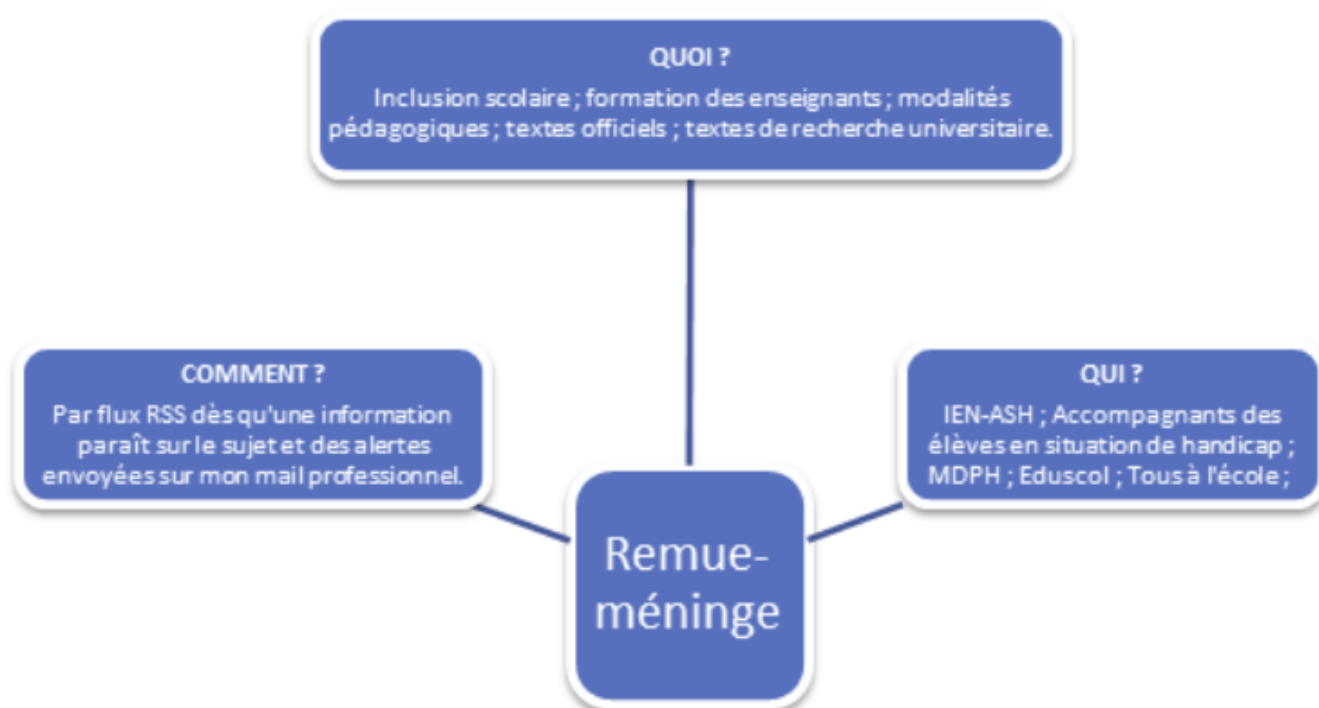 QUOI ?
Inclusion scolaire ; formation des enseignants ; modalités
pédagogiques ; textes officiels ; textes de recherche universitaire.
COMMENT ?
Par flux RSS dès qu'une information
paraît sur le sujet et des alertes
envoyées sur mon mail professionnel.
QUI ?
IEN-ASH ; Accompagnants des
élèves en situation de handicap ;
MDPH ; Eduscol ; Tous à l'école ;
Remue-
méninge